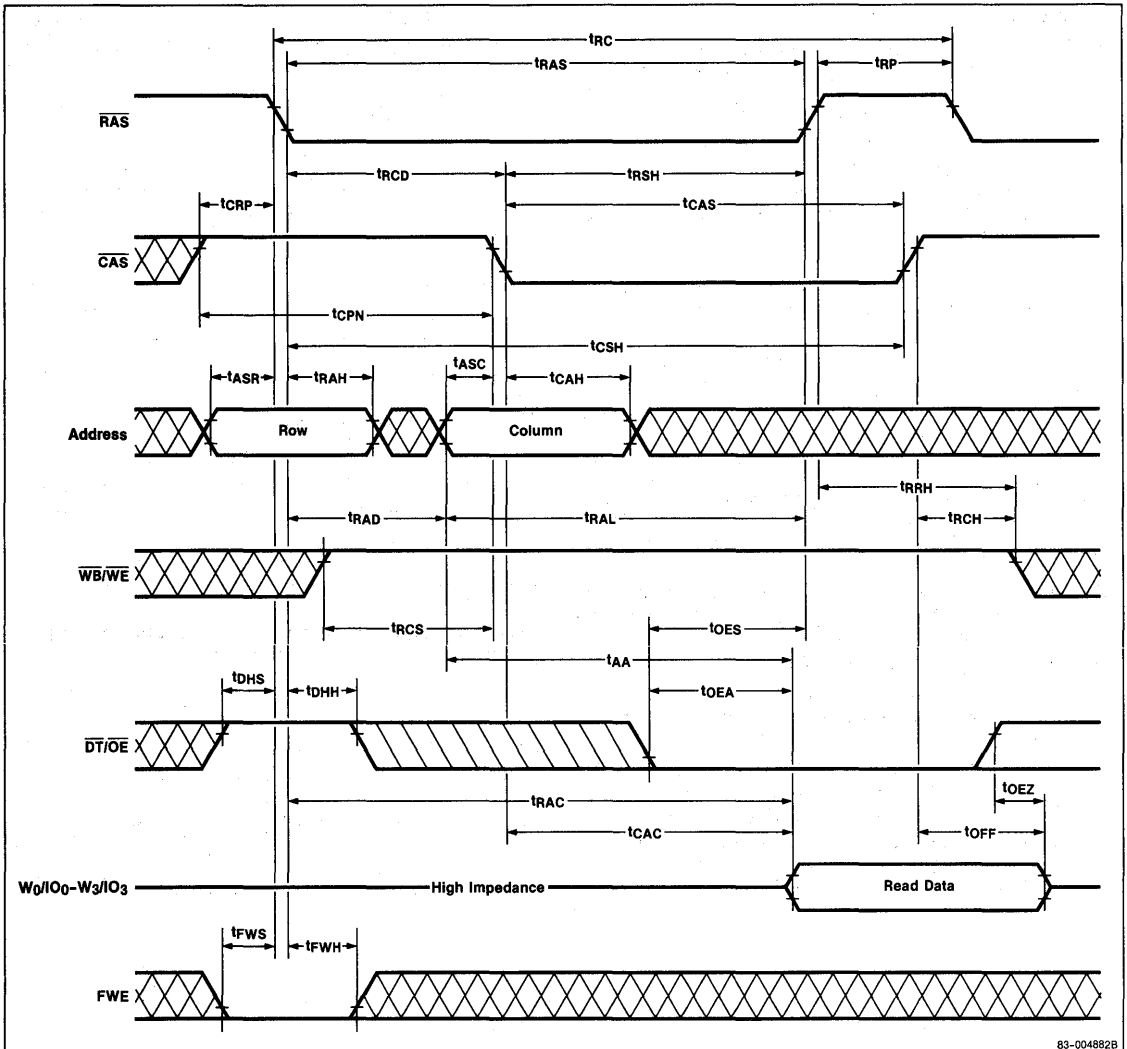 tRC
tRAS
tRP
RAS
tRCD
tRSH
tCRP
tCAS
CAS
tCPN
tCSH
tASR
tRAH
tASC
tCAH
Address
Row
Column
tRRH
tRAD
tRAL
tRCH
WB/WE
tRCS
tOES
tAA
tDHS
tDHH
tOEA
DT/OE
tRAC
tOEZ
tCAC
tOFF
W0/IO0-W3/IO3
High Impedance
Read Data
tFWS
tFWH
FWE
83-004882B